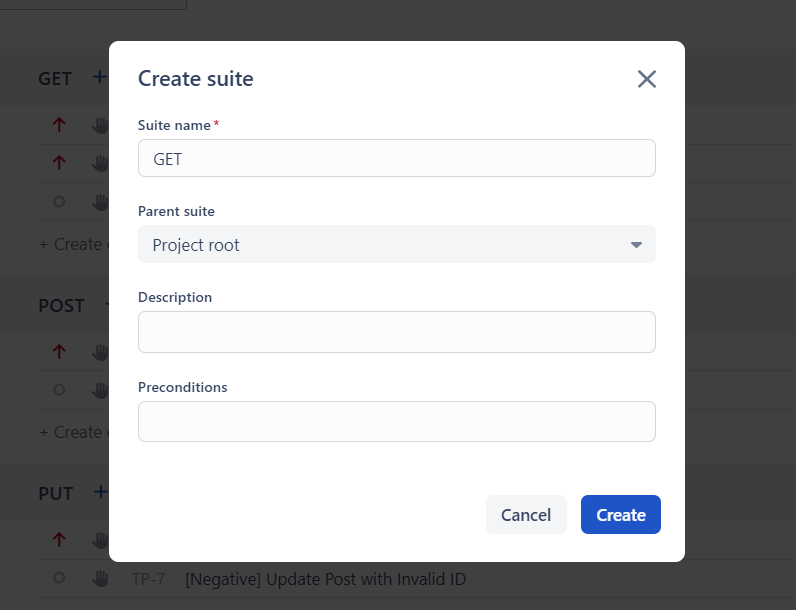 Create suite
Suite name*
GET
Parent suite
Project root
Description
Preconditions
Cancel
Create
GET +
+ Create
POST
+ Create
PUT +
TP-7 [Negative] Update Post with Invalid ID